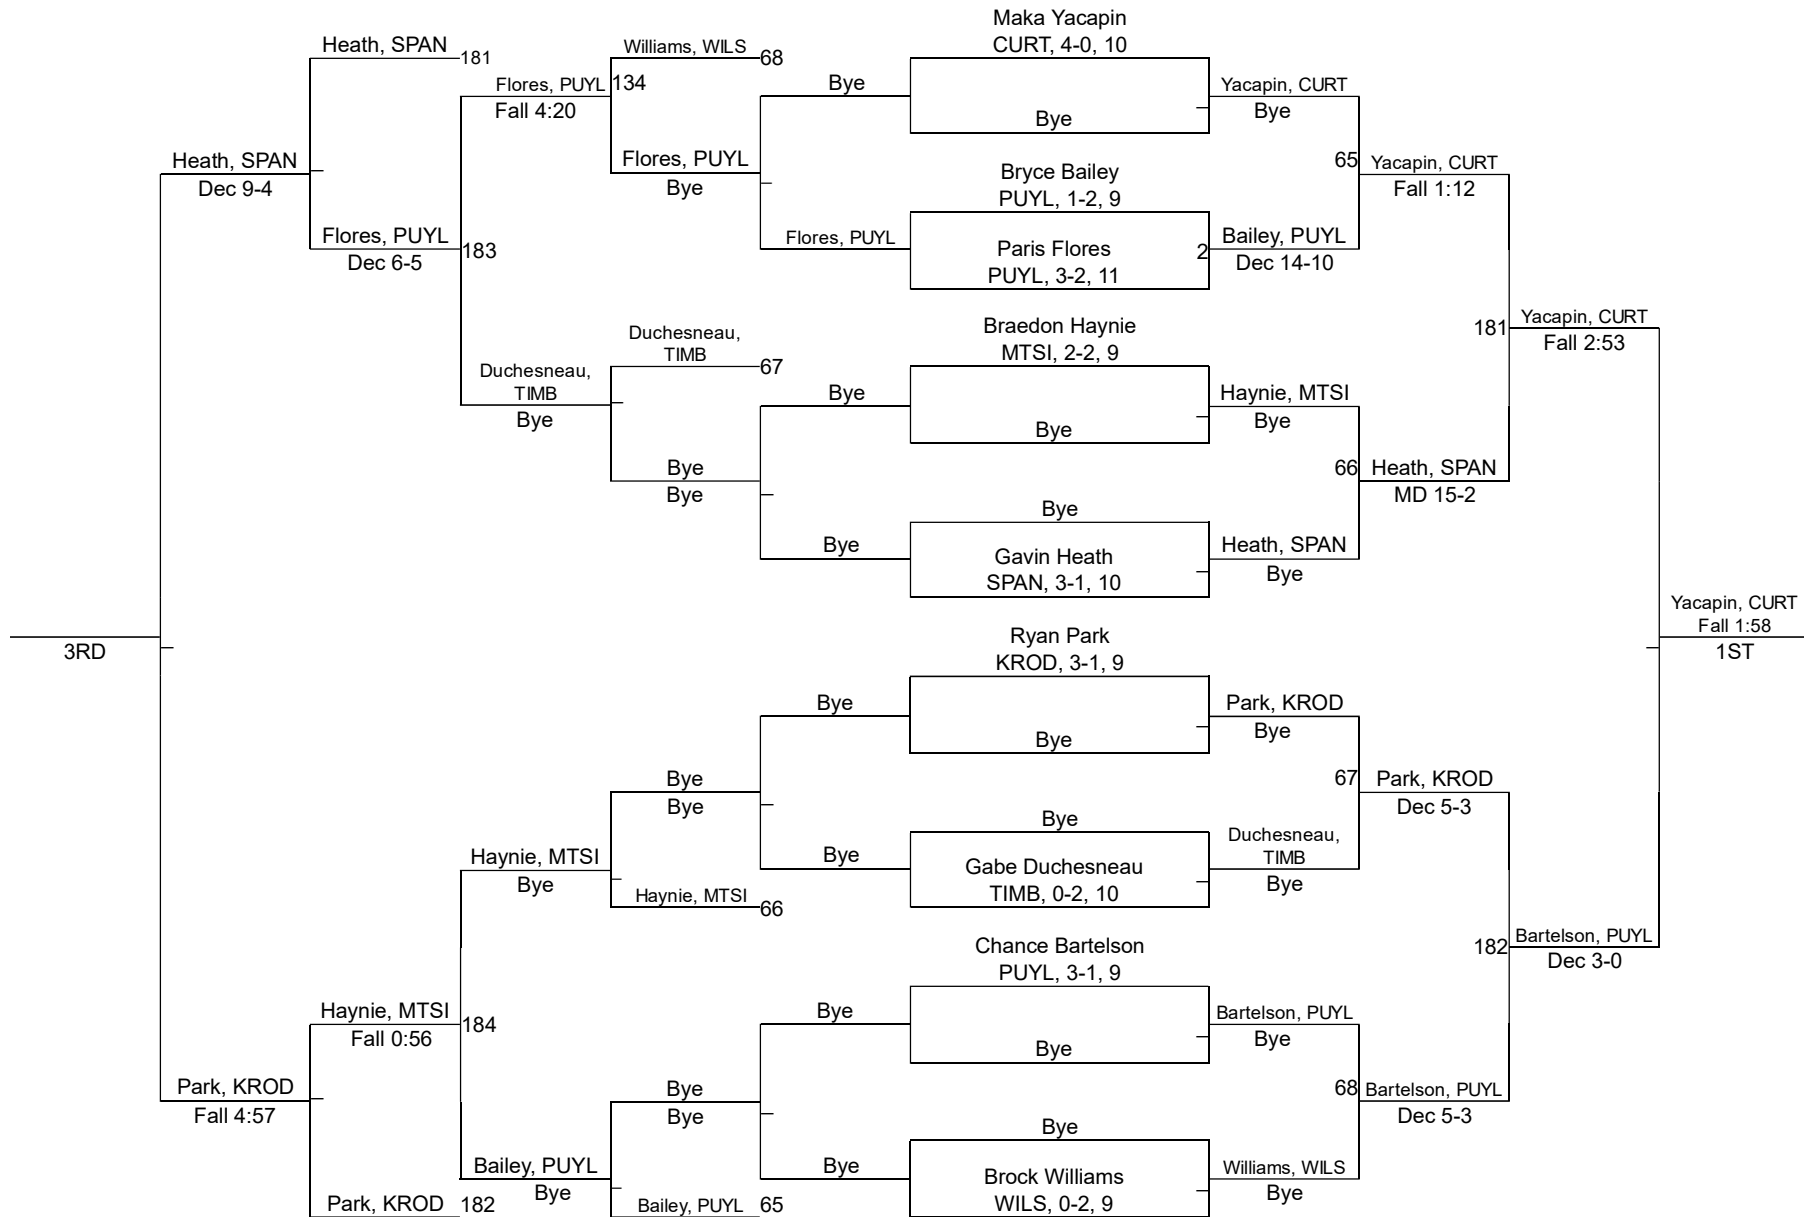 Maka Yacapin
CURT, 4-0, 10
Heath, SPAN
181
Williams, WILS
68
Flores, PUYL
134
Fall 4:20
Bye
Yacapin, CURT
Bye
Bye
Heath, SPAN
Dec 9-4
Flores, PUYL
Bye
65
Yacapin, CURT
Fall 1:12
Bryce Bailey
PUYL, 1-2, 9
Flores, PUYL
Dec 6-5
183
Flores, PUYL
Paris Flores
PUYL, 3-2, 11
2
Bailey, PUYL
Dec 14-10
Braedon Haynie
MTSI, 2-2, 9
181
Yacapin, CURT
Fall 2:53
Duchesneau,
TIMB
67
Duchesneau,
TIMB
Bye
Bye
Haynie, MTSI
Bye
Bye
Bye
Bye
66
Heath, SPAN
MD 15-2
Bye
Bye
Gavin Heath
SPAN, 3-1, 10
Heath, SPAN
Bye
3RD
Yacapin, CURT
Fall 1:58
1ST
Ryan Park
KROD, 3-1, 9
Bye
Park, KROD
Bye
Bye
Bye
Bye
67
Park, KROD
Dec 5-3
Bye
Haynie, MTSI
Bye
Bye
Gabe Duchesneau
TIMB, 0-2, 10
Duchesneau,
TIMB
Bye
Haynie, MTSI
66
Chance Bartelson
PUYL, 3-1, 9
182
Bartelson, PUYL
Dec 3-0
Haynie, MTSI
Fall 0:56
184
Bye
Bartelson, PUYL
Bye
Bye
Park, KROD
Fall 4:57
Bye
Bye
68
Bartelson, PUYL
Dec 5-3
Bye
Bailey, PUYL
Bye
Bye
Brock Williams
WILS, 0-2, 9
Williams, WILS
Bye
Park, KROD
182
Bailey, PUYL
65